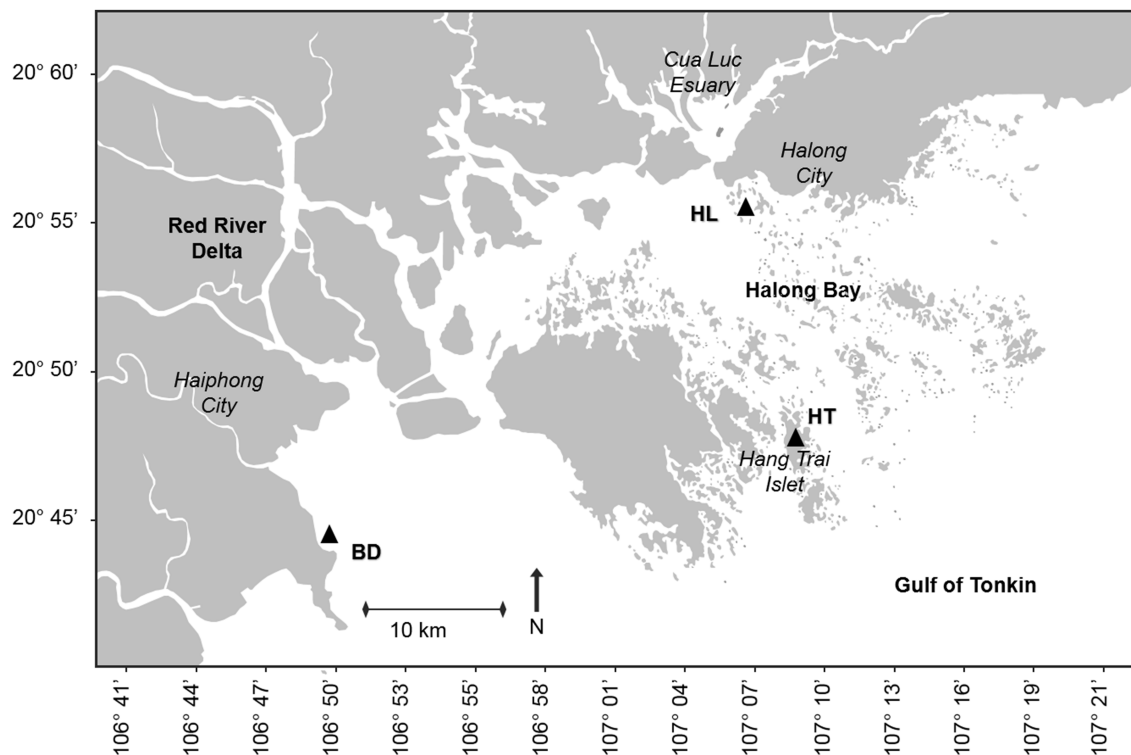 20° 60’
20° 55’
20° 50’
20° 45’
Cua Luc
Esuary
Halong
City
HL
Red River
Delta
Halong Bay
Haiphong
City
HT
Hang Trai
Islet
BD
Gulf of Tonkin
10 km
N
106° 41’
106° 44’
106° 47’
106° 50’
106° 53’
106° 55’
106° 58’
107° 01’
107° 04’
107° 07’
107° 10’
107° 13’
107° 16’
107° 19’
107° 21’